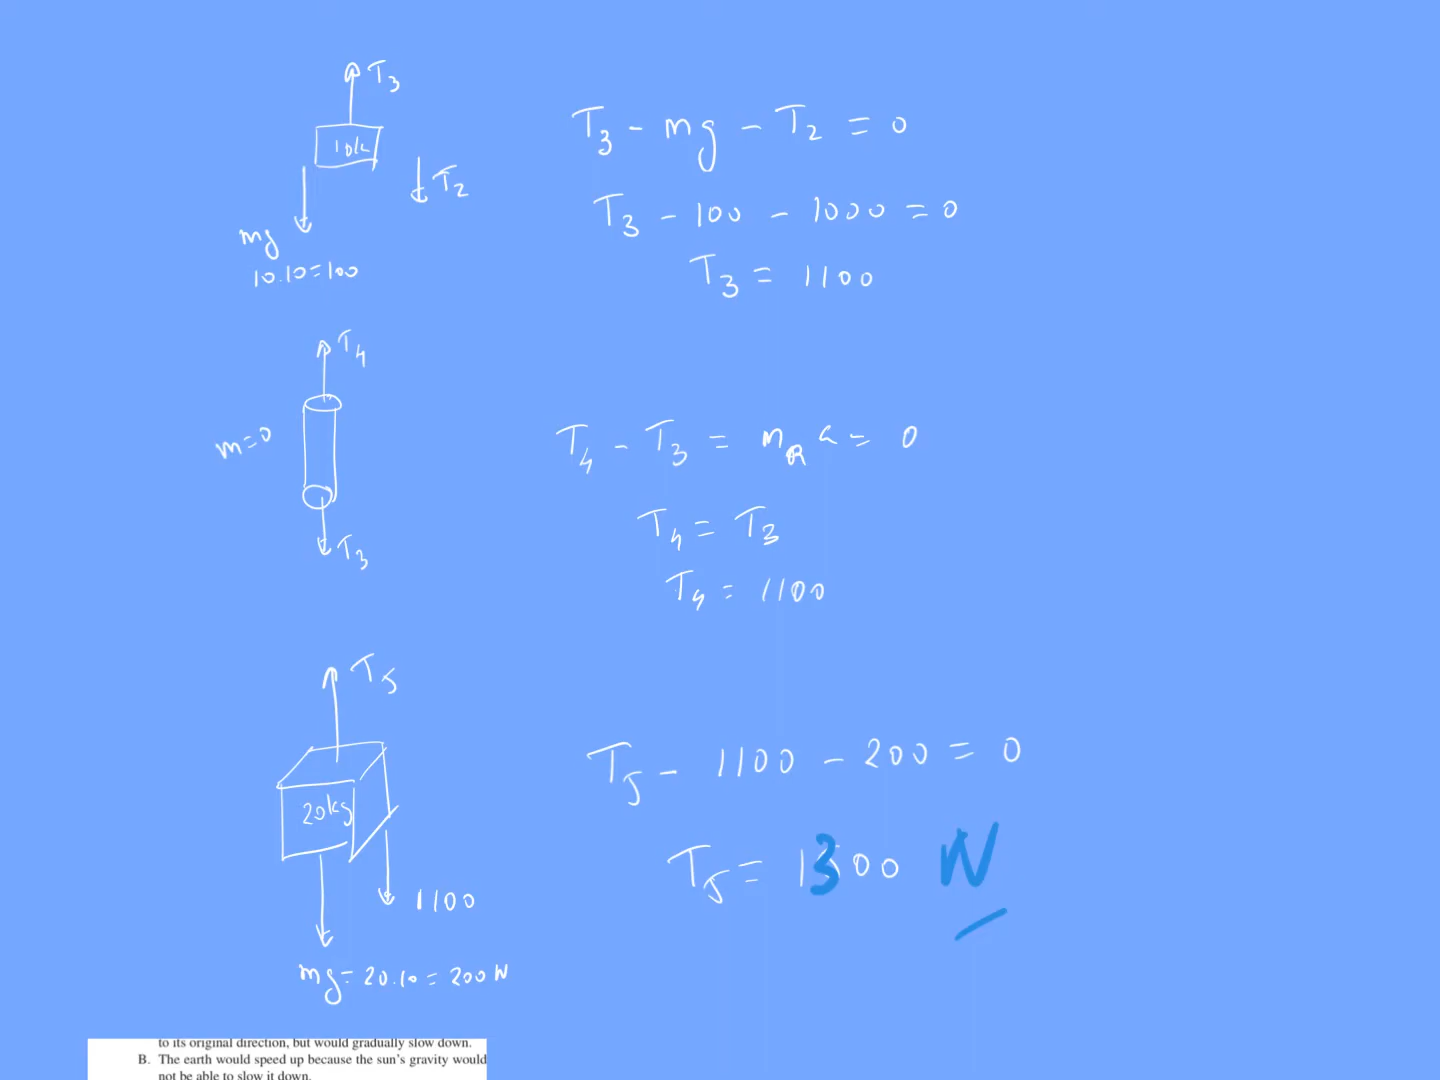 T3
T3 - mg - T2 = 0
10k
T2
T3 - 100 - 1000 = 0
mg
10.10=100
T3 = 1100
T4
m=0
T4 - T3 = mR a = 0
T4 = T3
T3
T4 = 1100
T5
T5 - 1100 - 200 = 0
20kg
T5 = 1300 N
1100
mg = 20.10 = 200 N
to its original direction, but would gradually slow down.
B. The earth would speed up because the sun's gravity would
not be able to slow it down.